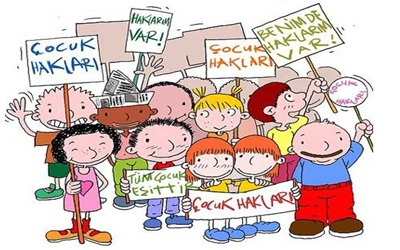 ÇOCUK
HAKLARI
HAKLARIM
VAR!
ÇOCUK
HAKLARI
BENİM DE
HAKLARIM
VAR!
ÇOCUK
HAKLARI
TÜM ÇOCUK
EŞİTTİ
ÇOCUK HAKLARI